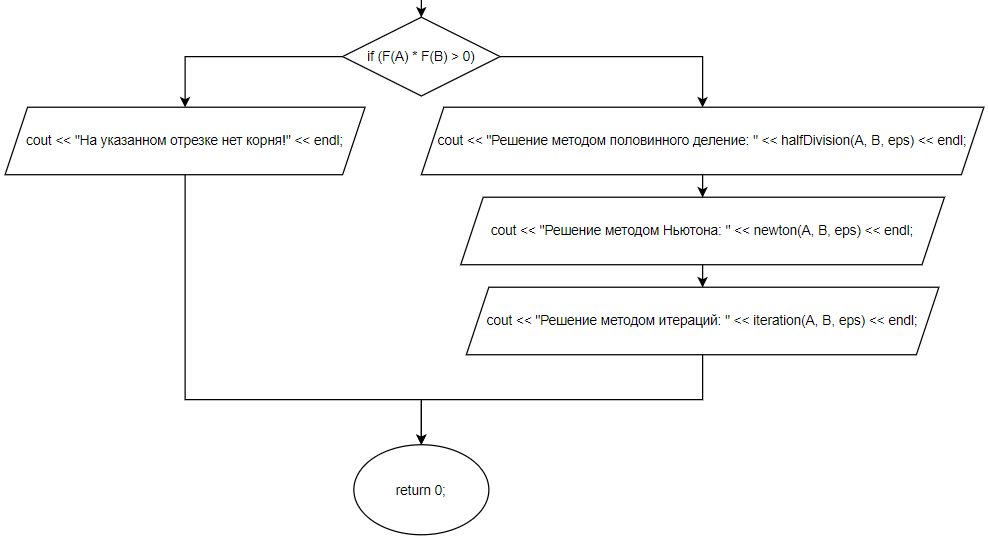 if (F(A) * F(B) > 0)
cout << "На указанном отрезке нет корня!" << endl;
cout << "Решение методом половинного деление: " << halfDivision(A, B, eps) << endl;
cout << "Решение методом Ньютона: " << newton(A, B, eps) << endl;
cout << "Решение методом итераций: " << iteration(A, B, eps) << endl;
return 0;